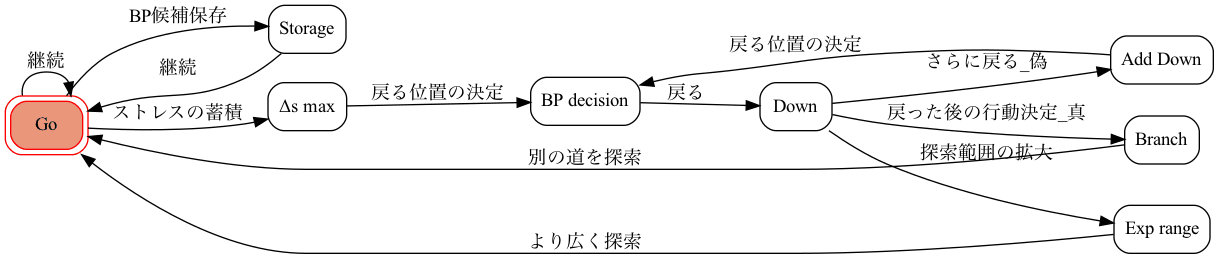 BP候補保存
Storage
継続
継続
Go
ストレスの蓄積
Δs max
戻る位置の決定
BP decision
戻る
Down
戻る位置の決定
さらに戻る_偽
Add Down
戻った後の行動決定_真
Branch
別の道を探索
探索範囲の拡大
Exp range
より広く探索